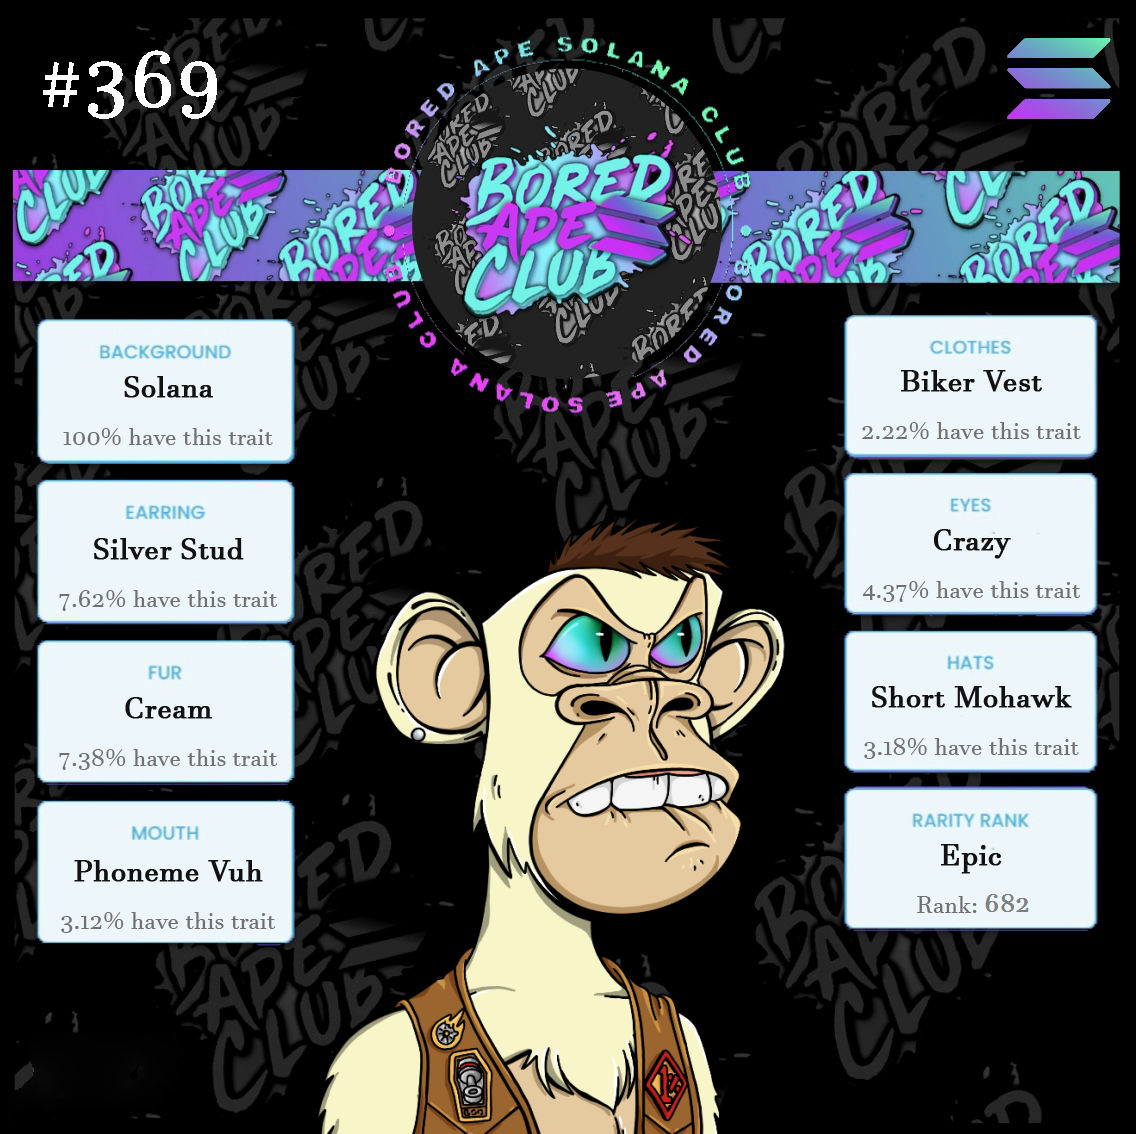 #369
BORED APE SOLANA CLUB
BORED APE SOLANA CLUB
BORED
APE
CLUB
BACKGROUND
Solana
100% have this trait
EARRING
Silver Stud
7.62% have this trait
FUR
Cream
7.38% have this trait
MOUTH
Phoneme Vuh
3.12% have this trait
CLOTHES
Biker Vest
2.22% have this trait
EYES
Crazy
4.37% have this trait
HATS
Short Mohawk
3.18% have this trait
RARITY RANK
Epic
Rank: 682